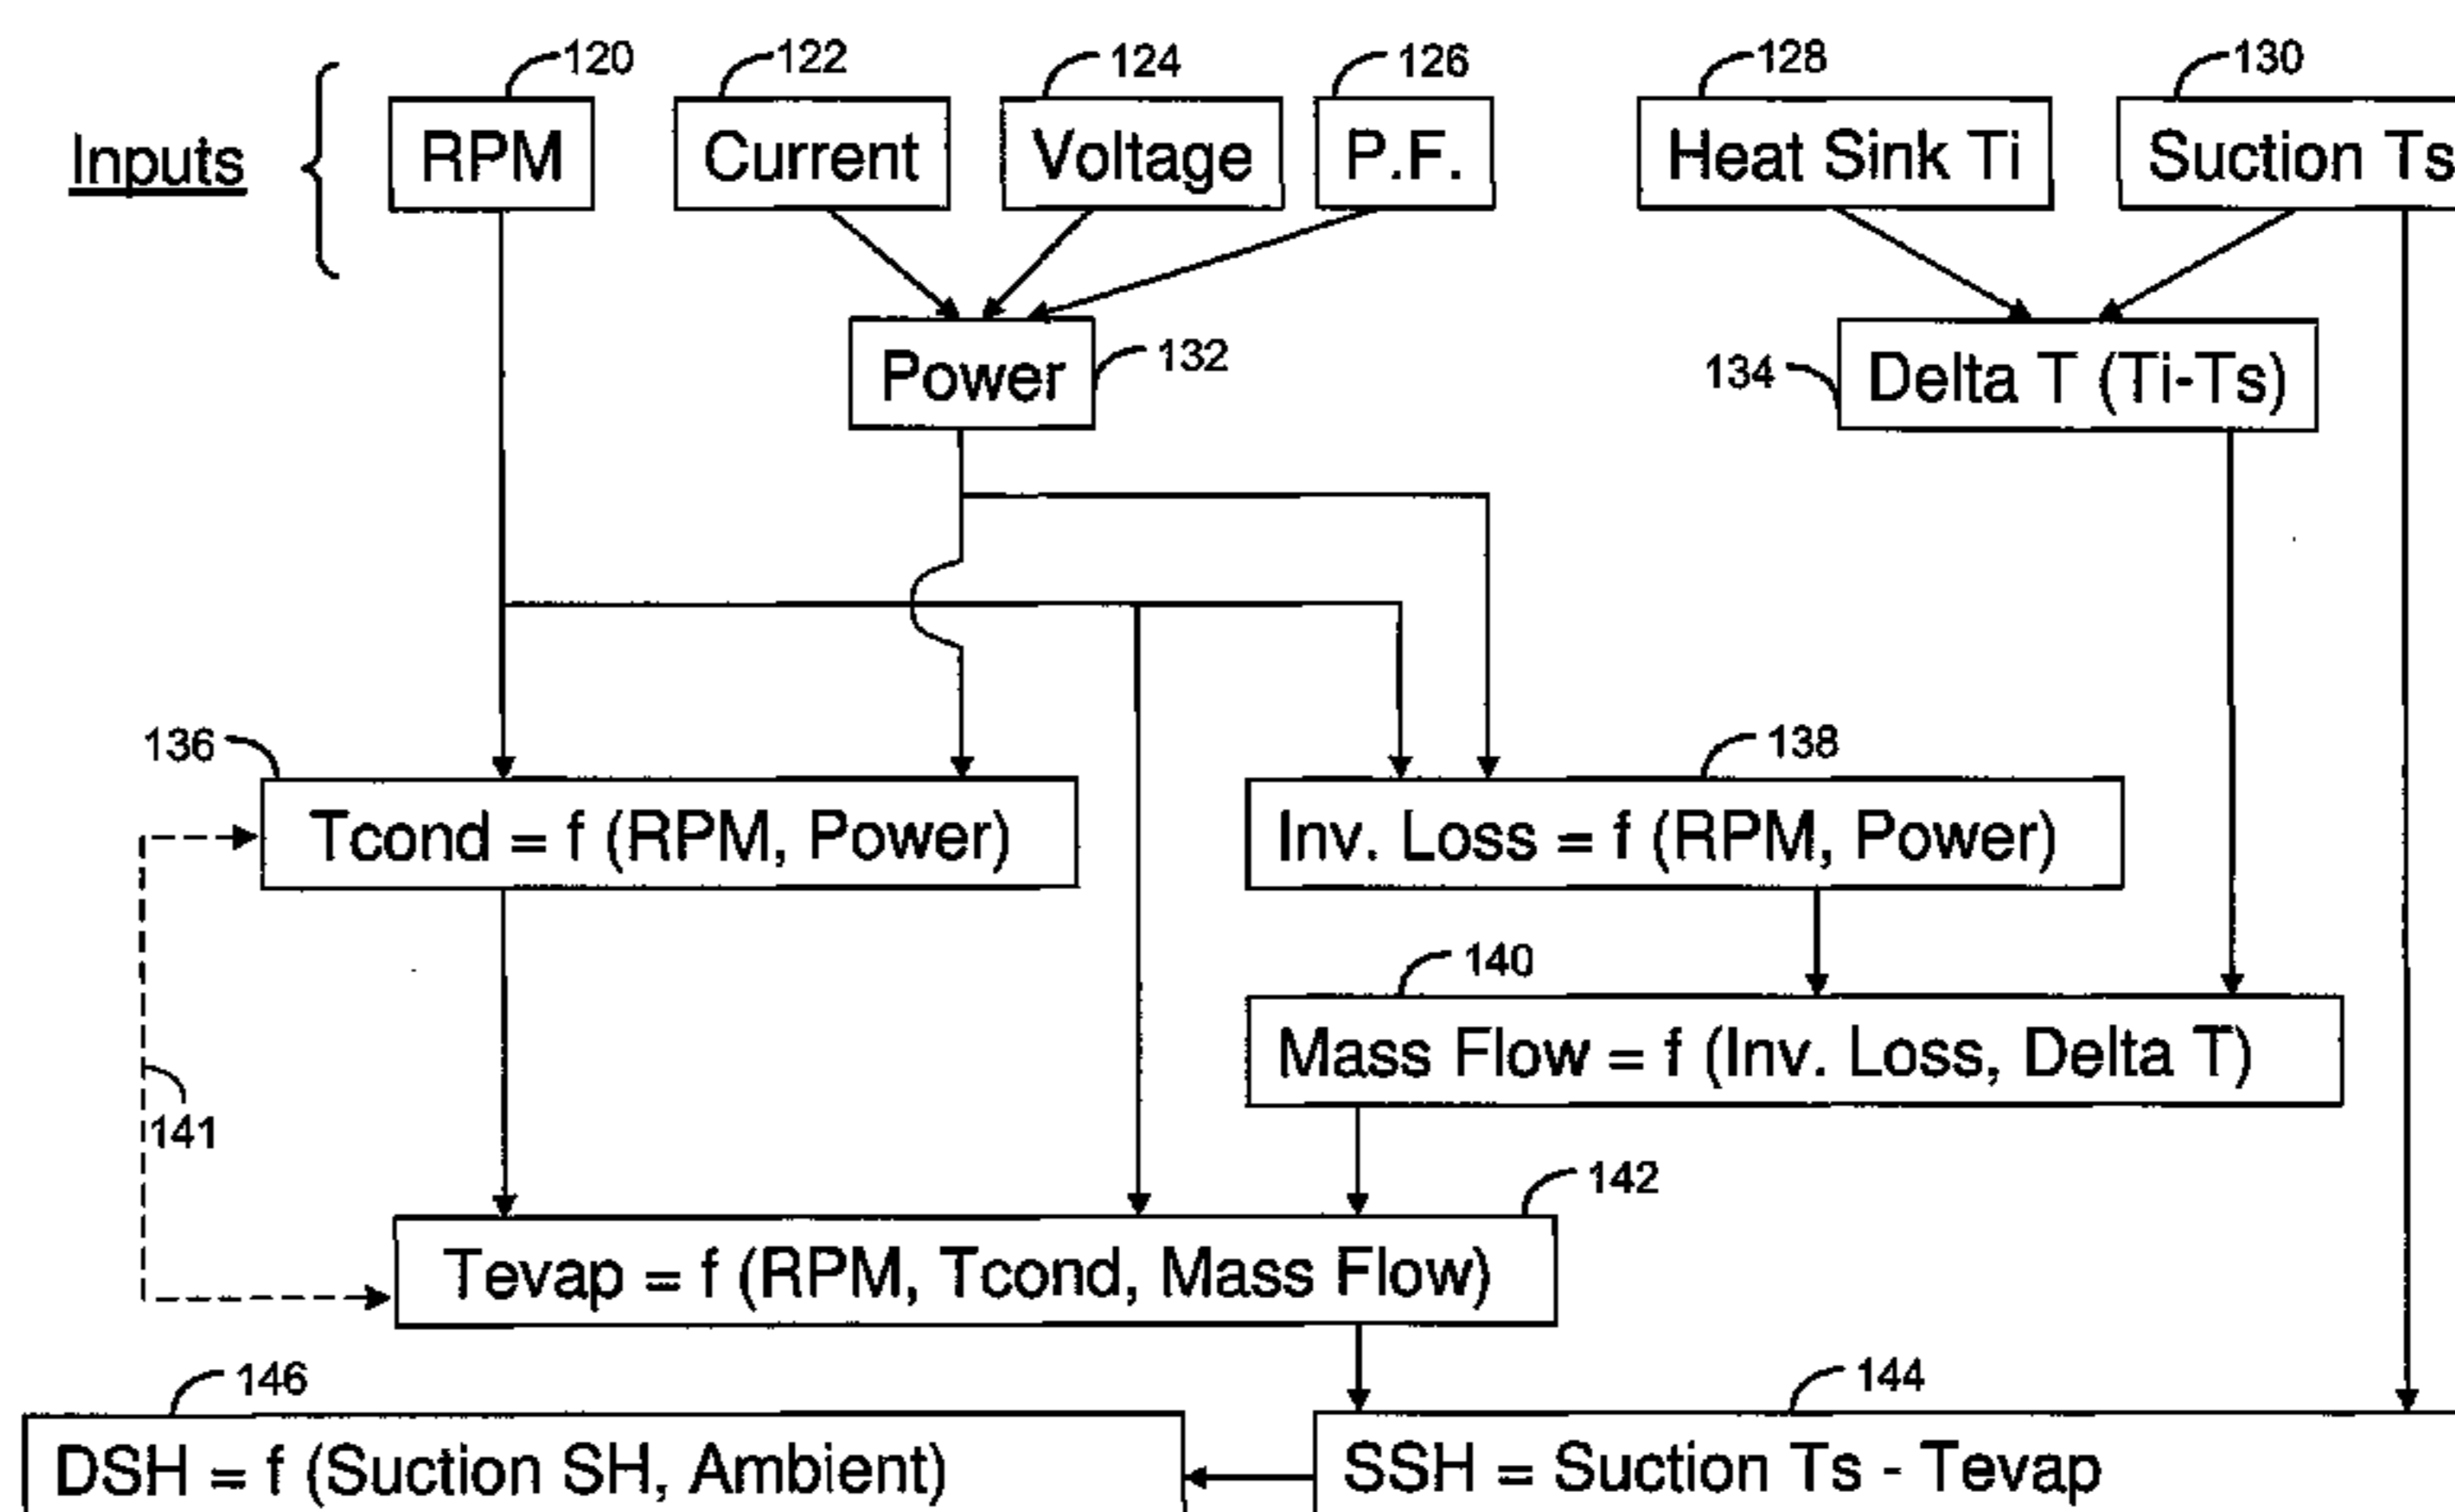 120
122
124
126
128
130
Inputs
RPM
Current
Voltage
P.F.
Heat Sink Ti
Suction Ts
Power
132
134
Delta T (Ti-Ts)
136
138
Tcond = f (RPM, Power)
Inv. Loss = f (RPM, Power)
140
Mass Flow = f (Inv. Loss, Delta T)
141
142
Tevap = f (RPM, Tcond, Mass Flow)
146
144
DSH = f (Suction SH, Ambient)
SSH = Suction Ts - Tevap